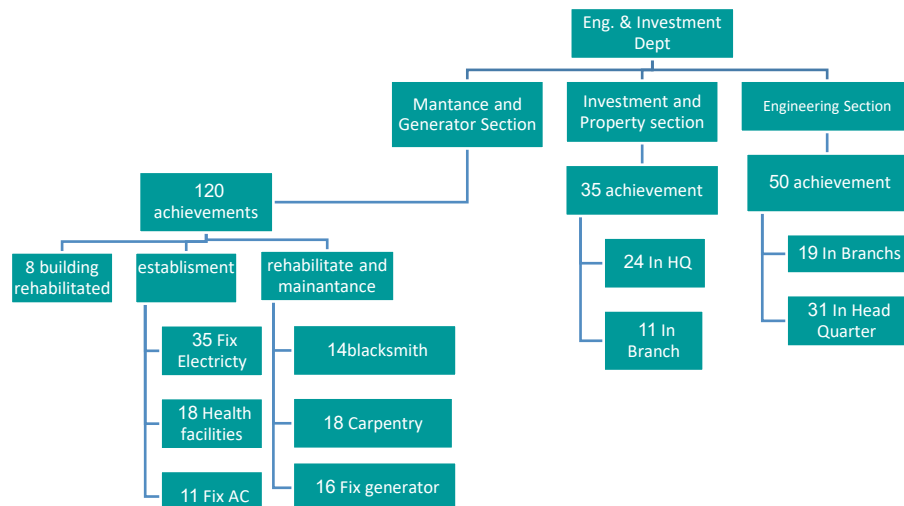 Eng. & Investment
Dept
Mantance and
Generator Section
Investment and
Property section
Engineering Section
120
achievements
35 achievement
50 achievement
8 building
rehabilitated
establisment
rehabilitate and
mainantance
24 In HQ
19 In Branchs
35 Fix
Electricty
14blacksmith
11 In
Branch
31 In Head
Quarter
18 Health
facilities
18 Carpentry
11 Fix AC
16 Fix generator